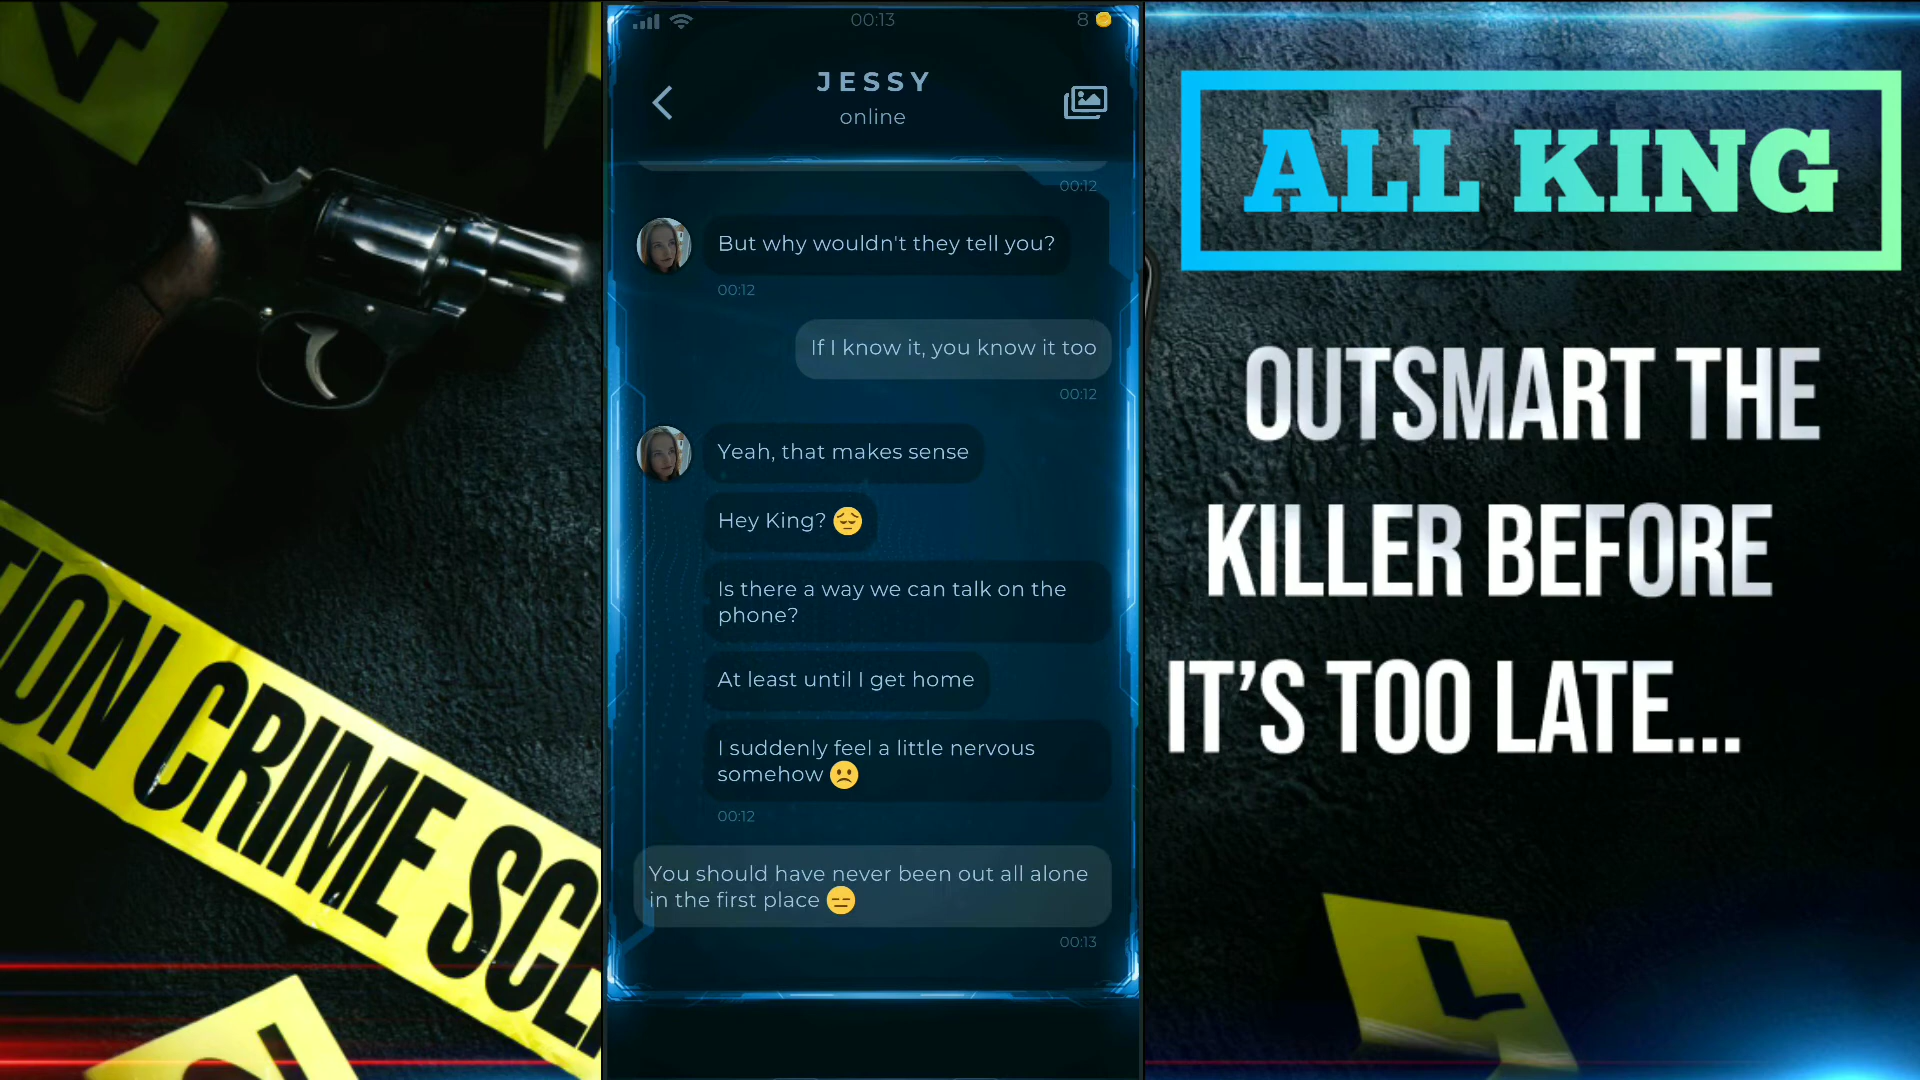 4
TION CRIME SCE
00:13
8
JESSY
online
00:12
But why wouldn't they tell you?
00:12
If I know it, you know it too
00:12
Yeah, that makes sense
Hey King? 😔
Is there a way we can talk on the
phone?
At least until I get home
I suddenly feel a little nervous
somehow 🙁
00:12
You should have never been out all alone
in the first place 😑
00:13
ALL KING
OUTSMART THE
KILLER BEFORE
IT'S TOO LATE...